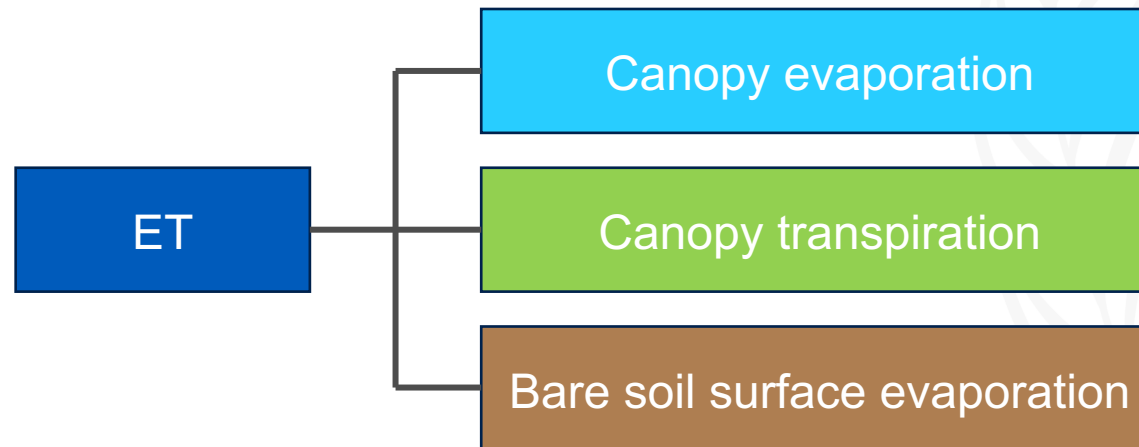 Canopy evaporation
ET
Canopy transpiration
Bare soil surface evaporation